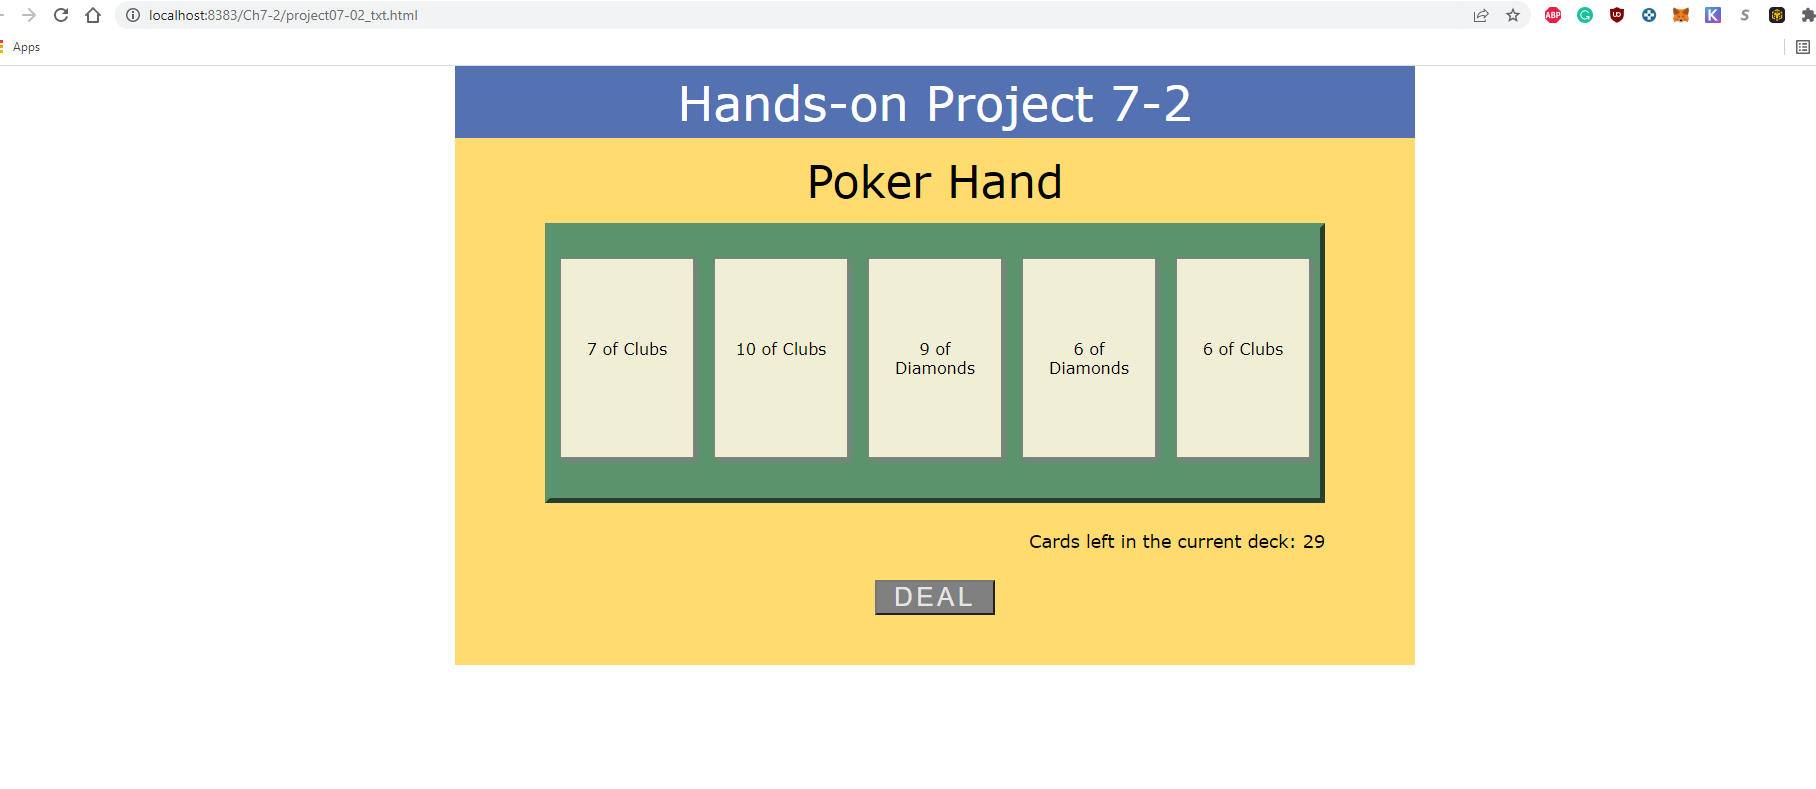 localhost:8383/Ch7-2/project07-02_txt.html
ABP
Apps
Hands-on Project 7-2
Poker Hand
7 of Clubs
10 of Clubs
9 of
Diamonds
6 of
Diamonds
6 of Clubs
Cards left in the current deck: 29
DEAL